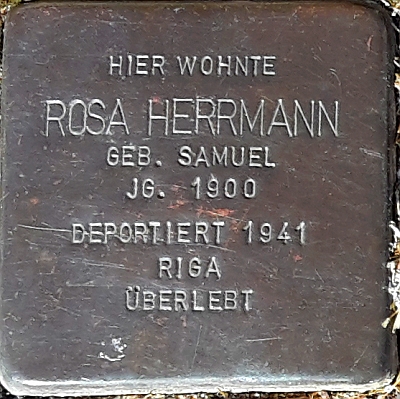 HIER WOHNTE
ROSA HERRMANN
GEB. SAMUEL
JG. 1900
DEPORTIERT 1941
RIGA
ÜBERLEBT